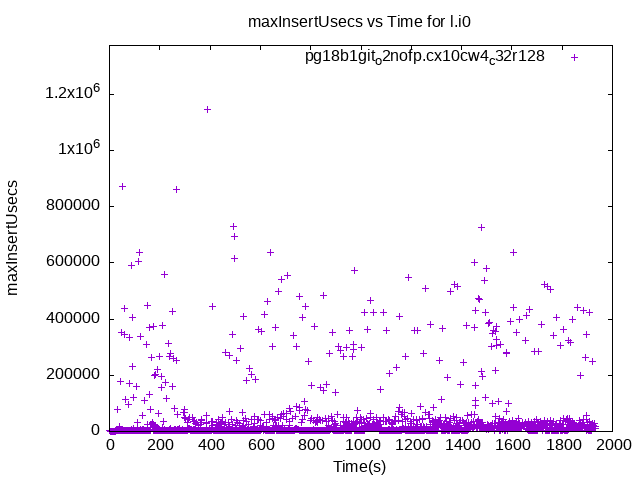 maxInsertUsecs vs Time for l.i0
pg18b1git_o2nofp.cx10cw4_c32r128
1.2x10^6
1x10^6
800000
600000
400000
200000
0
maxInsertUsecs
0 200 400 600 800 1000 1200 1400 1600 1800 2000
Time(s)